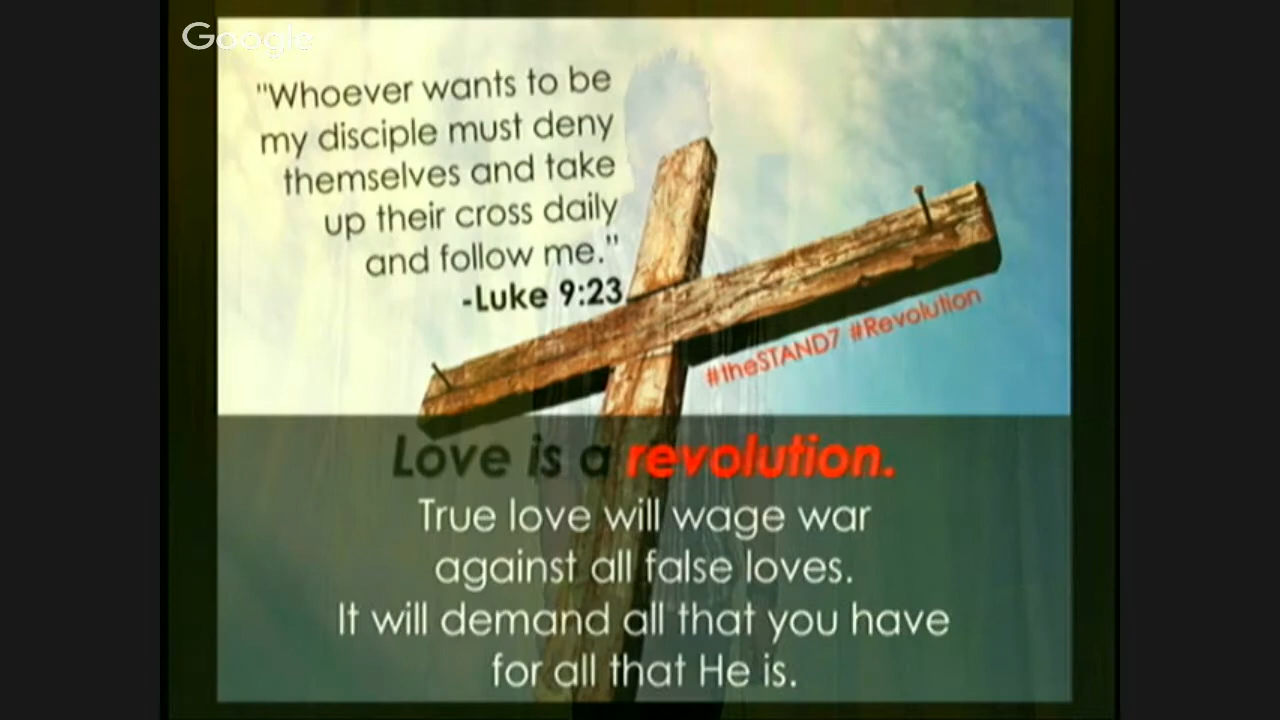 Google
"Whoever wants to be
my disciple must deny
themselves and take
up their cross daily
and follow me."
-Luke 9:23
#theSTAND7 #Revolution
Love is a revolution.
True love will wage war
against all false loves.
It will demand all that you have
for all that He is.